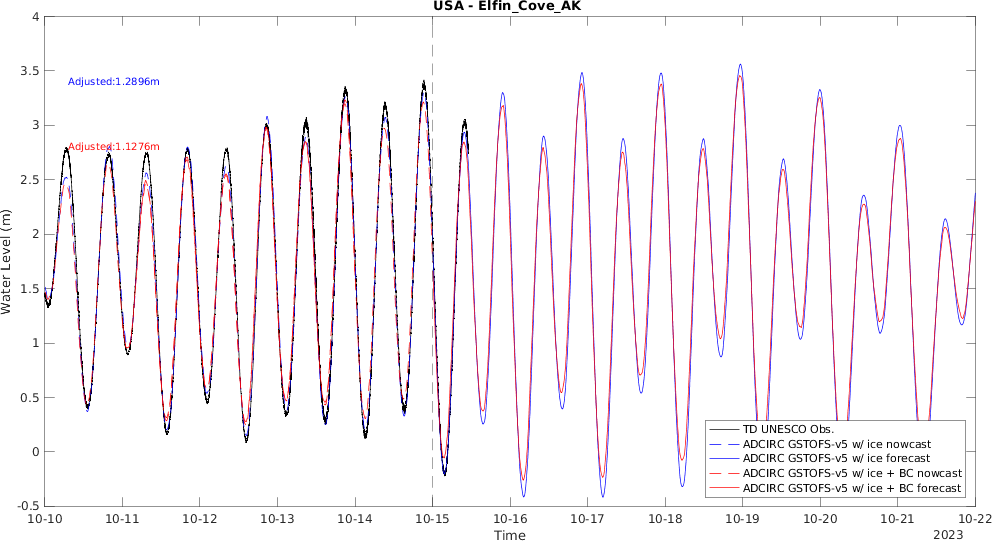 USA - Elfin_Cove_AK
4
3.5
3
2.5
2
1.5
1
0.5
0
-0.5
Water Level (m)
Adjusted:1.2896m
Adjusted:1.1276m
TD UNESCO Obs.
ADCIRC GSTOFS-v5 w/ ice nowcast
ADCIRC GSTOFS-v5 w/ ice forecast
ADCIRC GSTOFS-v5 w/ ice + BC nowcast
ADCIRC GSTOFS-v5 w/ ice + BC forecast
10-10 10-11 10-12 10-13 10-14 10-15 10-16 10-17 10-18 10-19 10-20 10-21 10-22
Time
2023